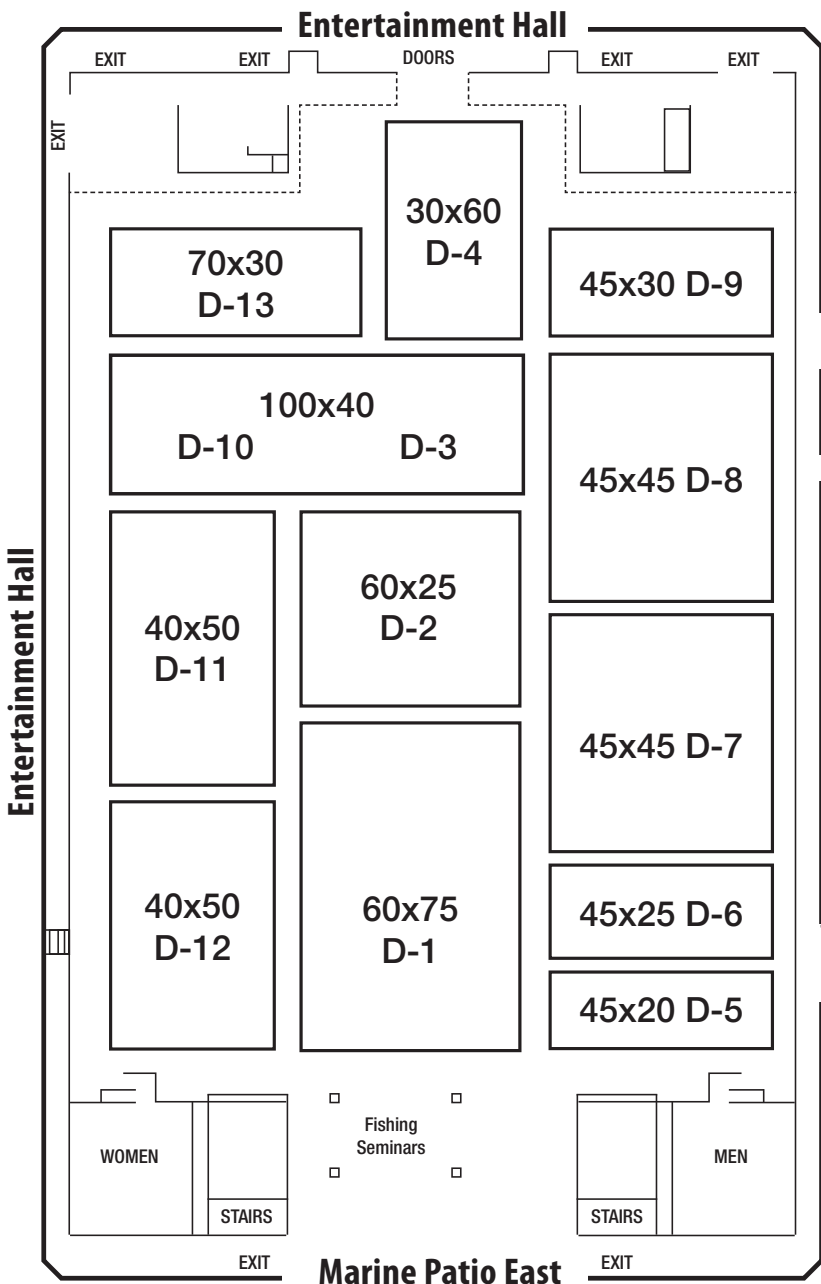 Entertainment Hall
EXIT
EXIT
DOORS
EXIT
EXIT
EXIT
30x60
D-4
70x30
D-13
45x30 D-9
100x40
D-10
D-3
45x45 D-8
60x25
D-2
40x50
D-11
Entertainment Hall
45x45 D-7
40x50
D-12
60x75
D-1
45x25 D-6
45x20 D-5
Fishing
Seminars
WOMEN
MEN
STAIRS
STAIRS
EXIT
Marine Patio East
EXIT